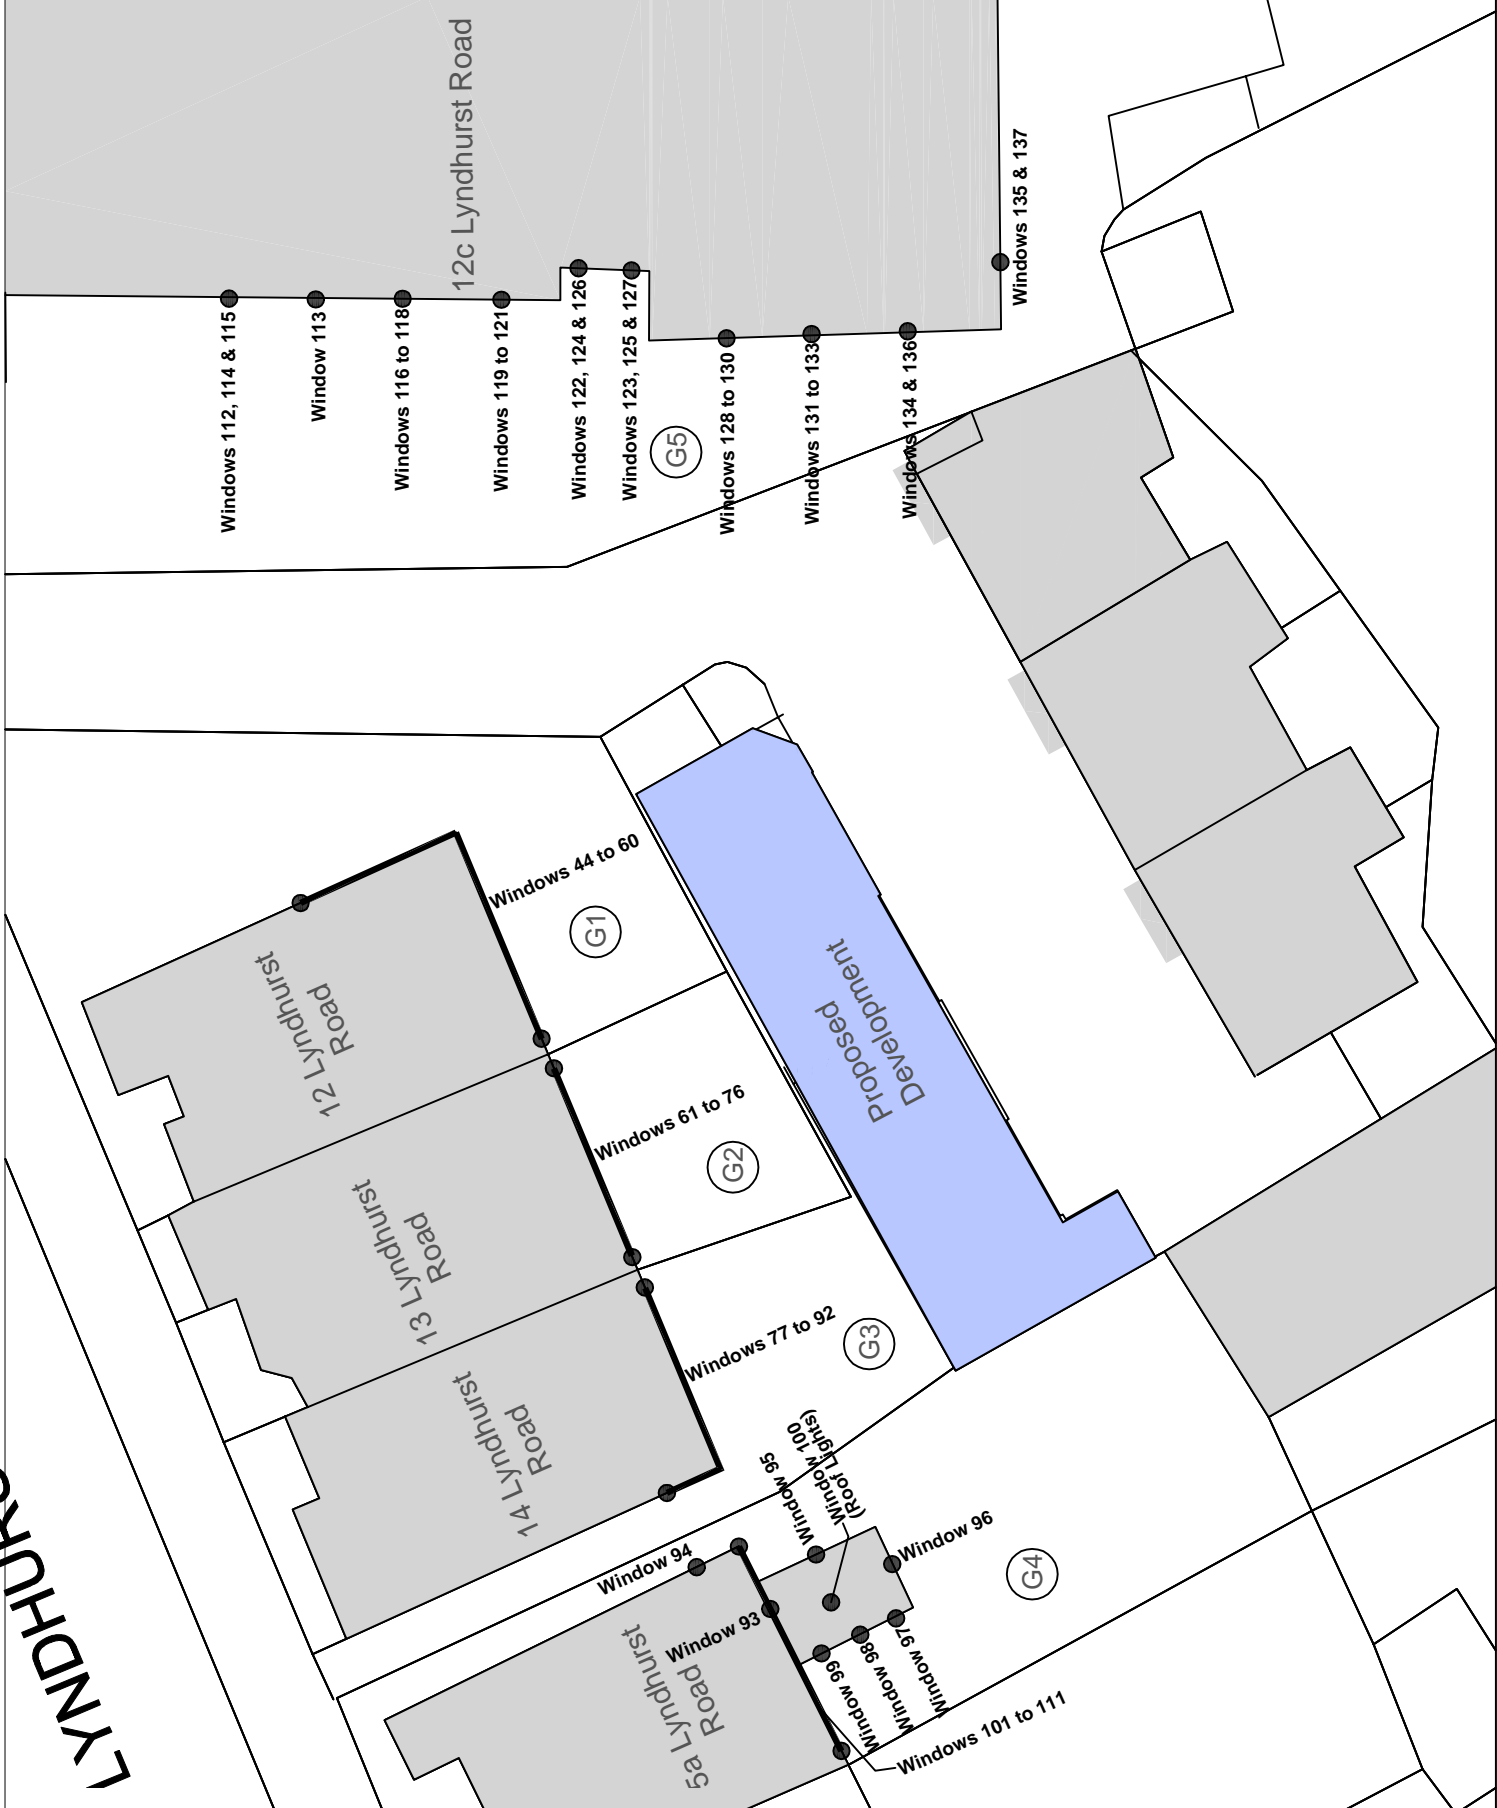 12c Lyndhurst Road
Windows 135 & 137
Windows 112, 114 & 115
Window 113
Windows 116 to 118
Windows 119 to 121
Windows 122, 124 & 126
Windows 123, 125 & 127
G5
Windows 128 to 130
Windows 131 to 133
Windows 134 & 136
Windows 44 to 60
G1
12 Lyndhurst
Road
Proposed
Development
Windows 61 to 76
G2
13 Lyndhurst
Road
Windows 77 to 92
G3
14 Lyndhurst
Road
Window 95
Window 100
(Roof Lights)
Window 96
Window 94
G4
Window 93
5a Lyndhurst
Road
Window 99
Window 98
Window 97
Windows 101 to 111
LYNDHURS